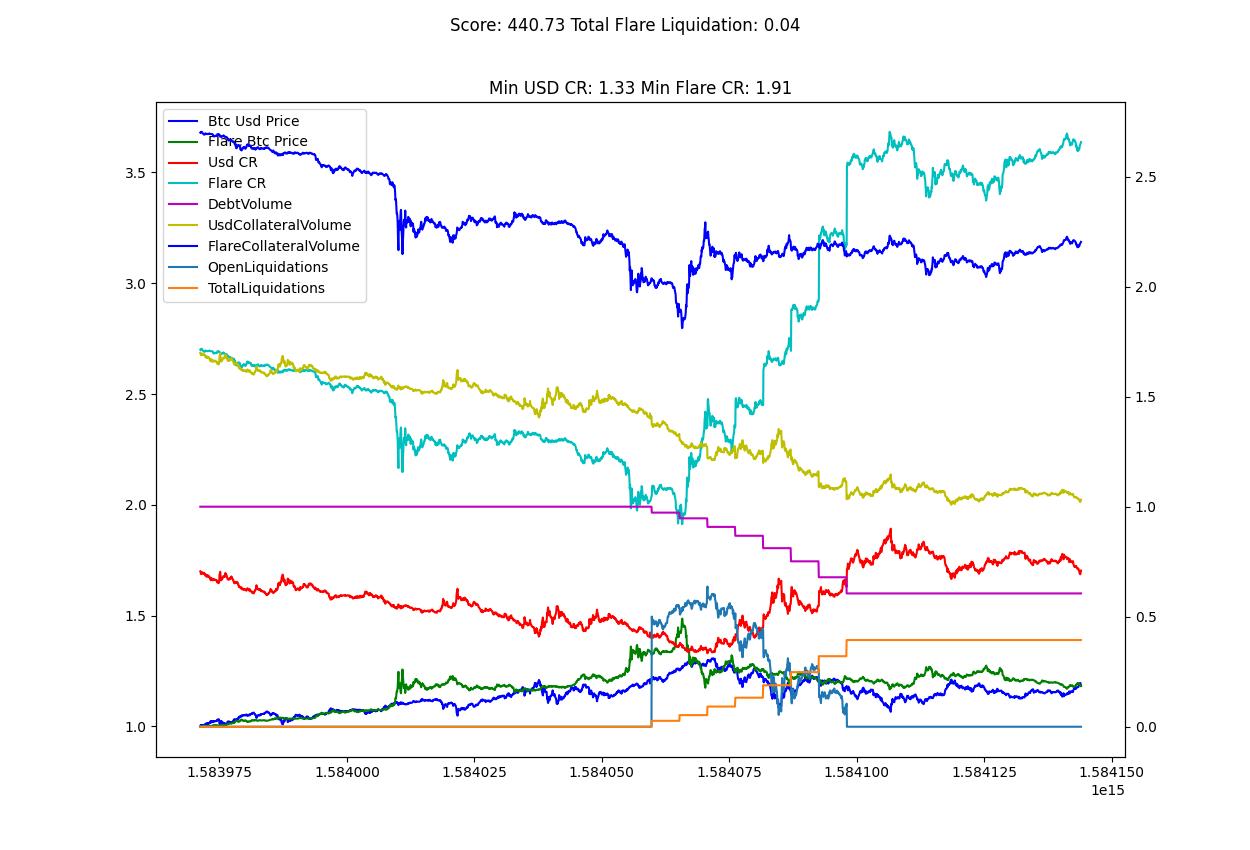 Score: 440.73 Total Flare Liquidation: 0.04
Min USD CR: 1.33 Min Flare CR: 1.91
Btc Usd Price
Flare Btc Price
Usd CR
Flare CR
DebtVolume
UsdCollateralVolume
FlareCollateralVolume
OpenLiquidations
TotalLiquidations
3.5
3.0
2.5
2.0
1.5
1.0
2.5
2.0
1.5
1.0
0.5
0.0
1.583975 1.584000 1.584025 1.584050 1.584075 1.584100 1.584125 1.584150
1e15